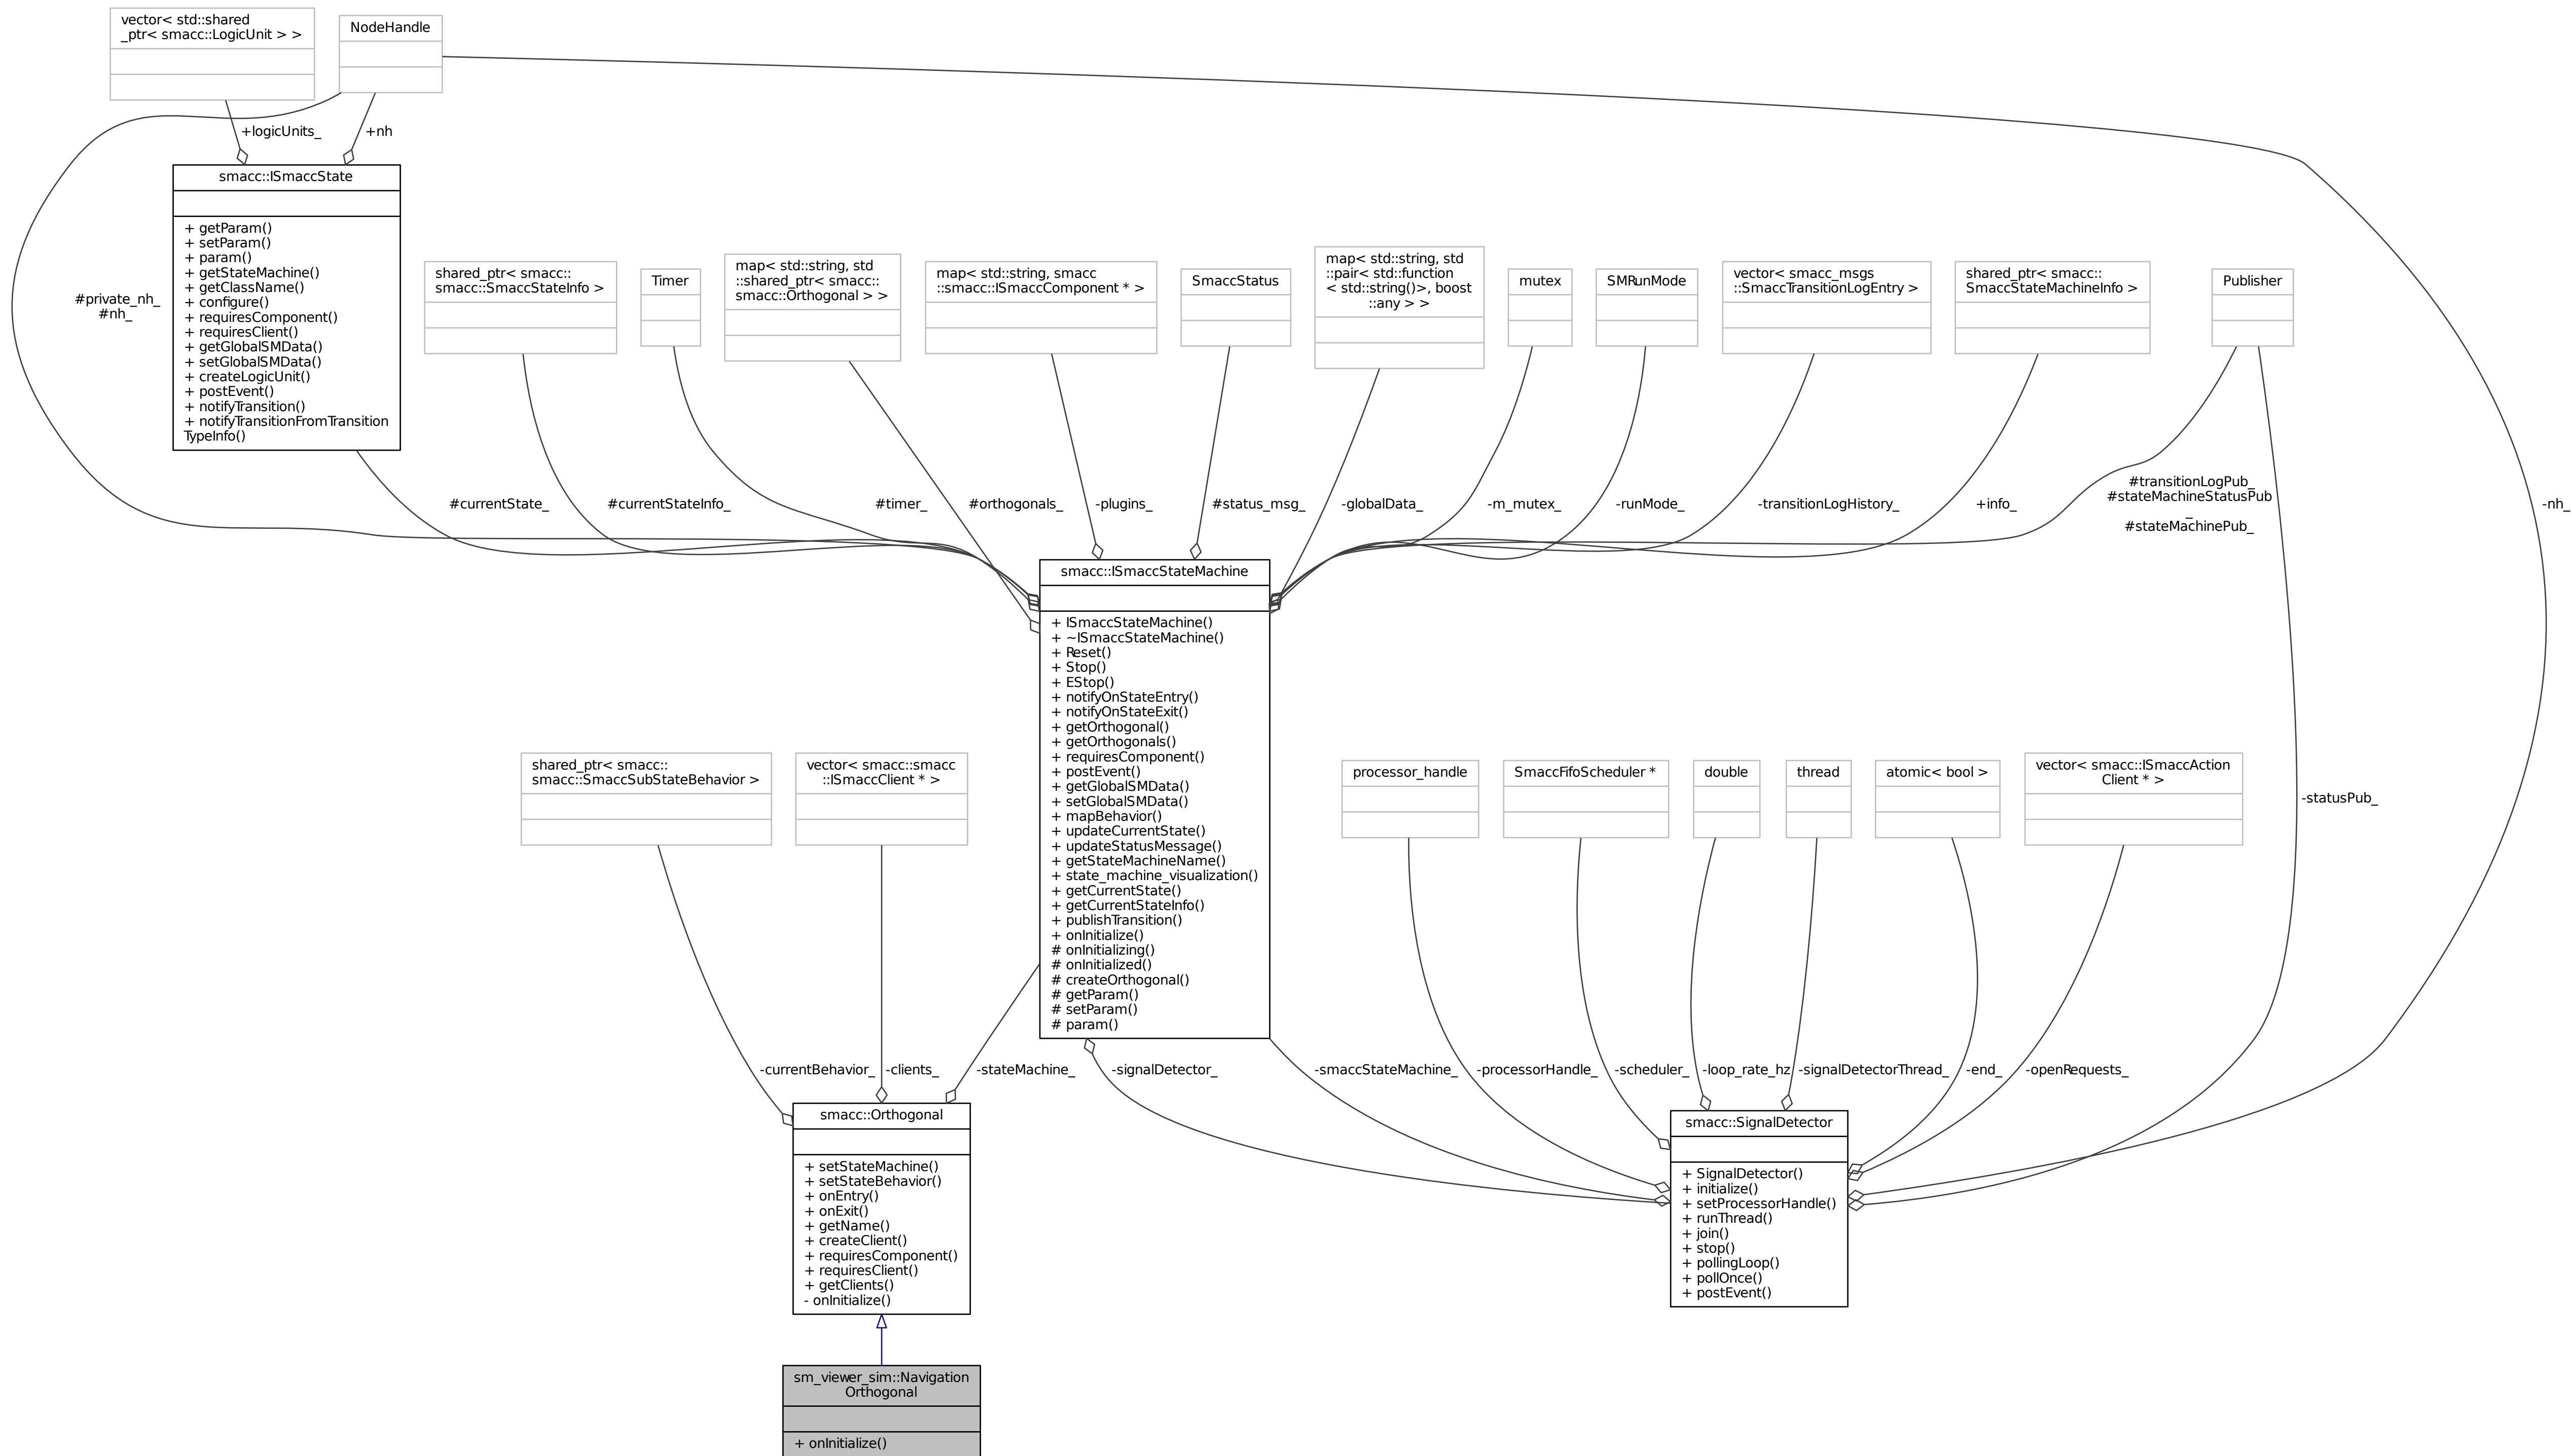 vector< std::shared
_ptr< smacc::LogicUnit > >
NodeHandle
+logicUnits_
+nh
smacc::ISmaccState
+ getParam()
+ setParam()
+ param()
+ getStateMachine()
+ getClassName()
+ configure()
+ requiresComponent()
+ requiresClient()
+ getGlobalSMData()
+ setGlobalSMData()
+ createLogicUnit()
+ postEvent()
+ notifyTransition()
+ notifyTransitionFromTransition
TypeInfo()
#private_nh_
#nh_
shared_ptr< smacc::
smacc::SmaccStateInfo >
Timer
map< std::string, std
::shared_ptr< smacc::
smacc::Orthogonal > >
map< std::string, smacc
::smacc::ISmaccComponent * >
SmaccStatus
map< std::string, std
::pair< std::function
< std::string()>, boost
::any > >
mutex
SMRunMode
vector< smacc_msgs
::SmaccTransitionLogEntry >
shared_ptr< smacc::
SmaccStateMachineInfo >
Publisher
#currentState_
#currentStateInfo_
#timer_
#orthogonals_
-plugins_
#status_msg_
-globalData_
-m_mutex_
-runMode_
-transitionLogHistory_
+info_
#transitionLogPub_
#stateMachineStatusPub
_
#stateMachinePub_
-nh_
smacc::ISmaccStateMachine
+ ISmaccStateMachine()
+ ~ISmaccStateMachine()
+ Reset()
+ Stop()
+ EStop()
+ notifyOnStateEntry()
+ notifyOnStateExit()
+ getOrthogonal()
+ getOrthogonals()
+ requiresComponent()
+ postEvent()
+ getGlobalSMData()
+ setGlobalSMData()
+ mapBehavior()
+ updateCurrentState()
+ updateStatusMessage()
+ getStateMachineName()
+ state_machine_visualization()
+ getCurrentState()
+ getCurrentStateInfo()
+ publishTransition()
+ onInitialize()
# onInitializing()
# onInitialized()
# createOrthogonal()
# getParam()
# setParam()
# param()
shared_ptr< smacc::
smacc::SmaccSubStateBehavior >
vector< smacc::smacc
::ISmaccClient * >
processor_handle
SmaccFifoScheduler *
double
thread
atomic< bool >
vector< smacc::ISmaccAction
Client * >
-statusPub_
-currentBehavior_
-clients_
-stateMachine_
-signalDetector_
-smaccStateMachine_
-processorHandle_
-scheduler_
-loop_rate_hz
-signalDetectorThread_
-end_
-openRequests_
smacc::Orthogonal
+ setStateMachine()
+ setStateBehavior()
+ onEntry()
+ onExit()
+ getName()
+ createClient()
+ requiresComponent()
+ requiresClient()
+ getClients()
- onInitialize()
smacc::SignalDetector
+ SignalDetector()
+ initialize()
+ setProcessorHandle()
+ runThread()
+ join()
+ stop()
+ pollingLoop()
+ pollOnce()
+ postEvent()
sm_viewer_sim::Navigation
Orthogonal
+ onInitialize()